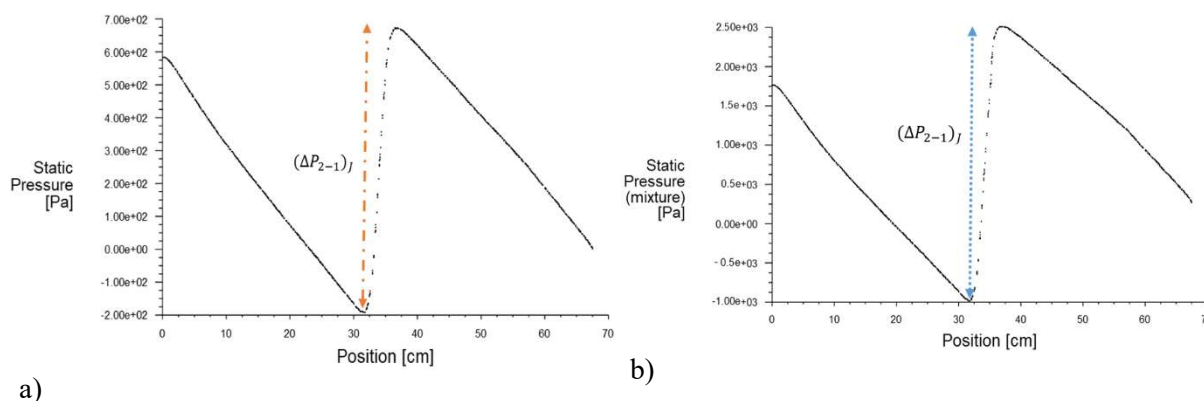 7.00e+02
6.00e+02
5.00e+02
4.00e+02
3.00e+02
2.00e+02
1.00e+02
0.00e+00
-1.00e+02
-2.00e+02
Static
Pressure
[Pa]
(ΔP₂₋₁)J
0 10 20 30 40 50 60 70
Position [cm]
a)
2.50e+03
2.00e+03
1.50e+03
1.00e+03
0.50e+03
0.00e+00
- 0.5e+03
-1.00e+03
Static
Pressure
(mixture)
[Pa]
(ΔP₂₋₁)J
0 10 20 30 40 50 60 7
Position [cm]
b)